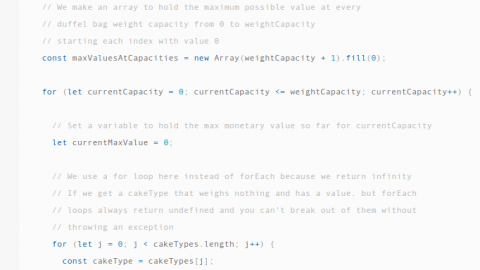 // We make an array to hold the maximum possible value at every
// duffel bag weight capacity from 0 to weightCapacity
// starting each index with value 0
const maxValuesAtCapacities = new Array(weightCapacity + 1).fill(0);
for (let currentCapacity = 0; currentCapacity <= weightCapacity; currentCapacity++) {
// Set a variable to hold the max monetary value so far for currentCapacity
let currentMaxValue = 0;
// We use a for loop here instead of forEach because we return infinity
// If we get a cakeType that weighs nothing and has a value. but forEach
// loops always return undefined and you can't break out of them without
// throwing an exception
for (let j = 0; j < cakeTypes.length; j++) {
const cakeType = cakeTypes[j];